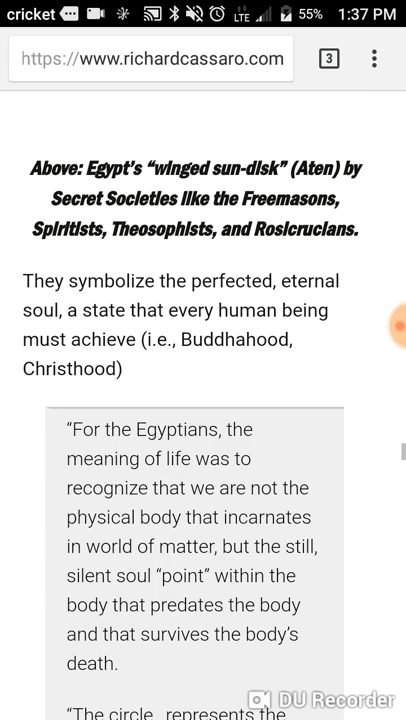 cricket LTE 55% 1:37 PM
https://www.richardcassaro.com 3
Above: Egypt's “winged sun-disk” (Aten) by
Secret Societies like the Freemasons,
Spiritists, Theosophists, and Rosicrucians.
They symbolize the perfected, eternal
soul, a state that every human being
must achieve (i.e., Buddhahood,
Christhood)
“For the Egyptians, the
meaning of life was to
recognize that we are not the
physical body that incarnates
in world of matter, but the still,
silent soul “point” within the
body that predates the body
and that survives the body’s
death.
“The circle represents the
DU Recorder